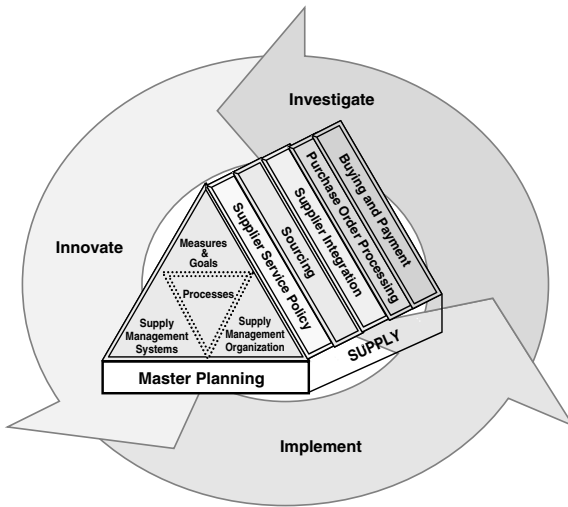 Investigate
Innovate
Measures
&
Goals
Processes
Supply
Management
Systems
Supply
Management
Organization
Supplier Service Policy
Sourcing
Supplier Integration
Purchase Order Processing
Buying and Payment
Master Planning
SUPPLY
Implement